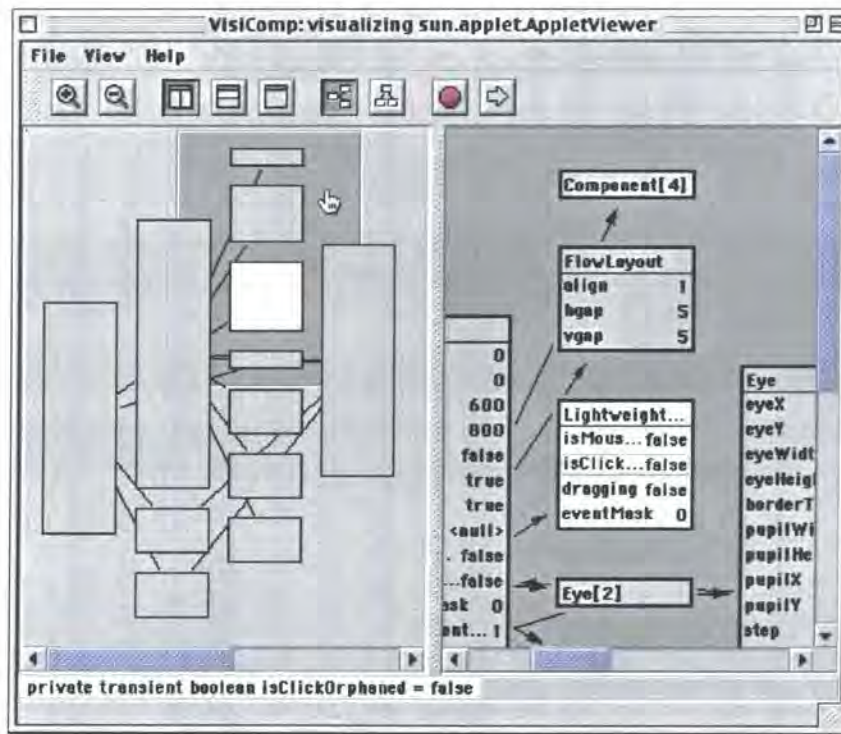 VisiComp: visualizing sun.applet.AppletViewer
File View Help
Component[4]
FlowLayout
align 1
hgap 5
vgap 5
0
0
600
800
false
true
true
<null>
. false
...false
ask 0
ent... 1
Lightweight...
isMous... false
isClick... false
dragging false
eventMask 0
Eye[2]
Eye
eyeX
eyeY
eyeWidt
eyeHeigl
borderT
pupilWi
pupilHe
pupilX
pupilY
step
private transient boolean isClickOrphaned = false